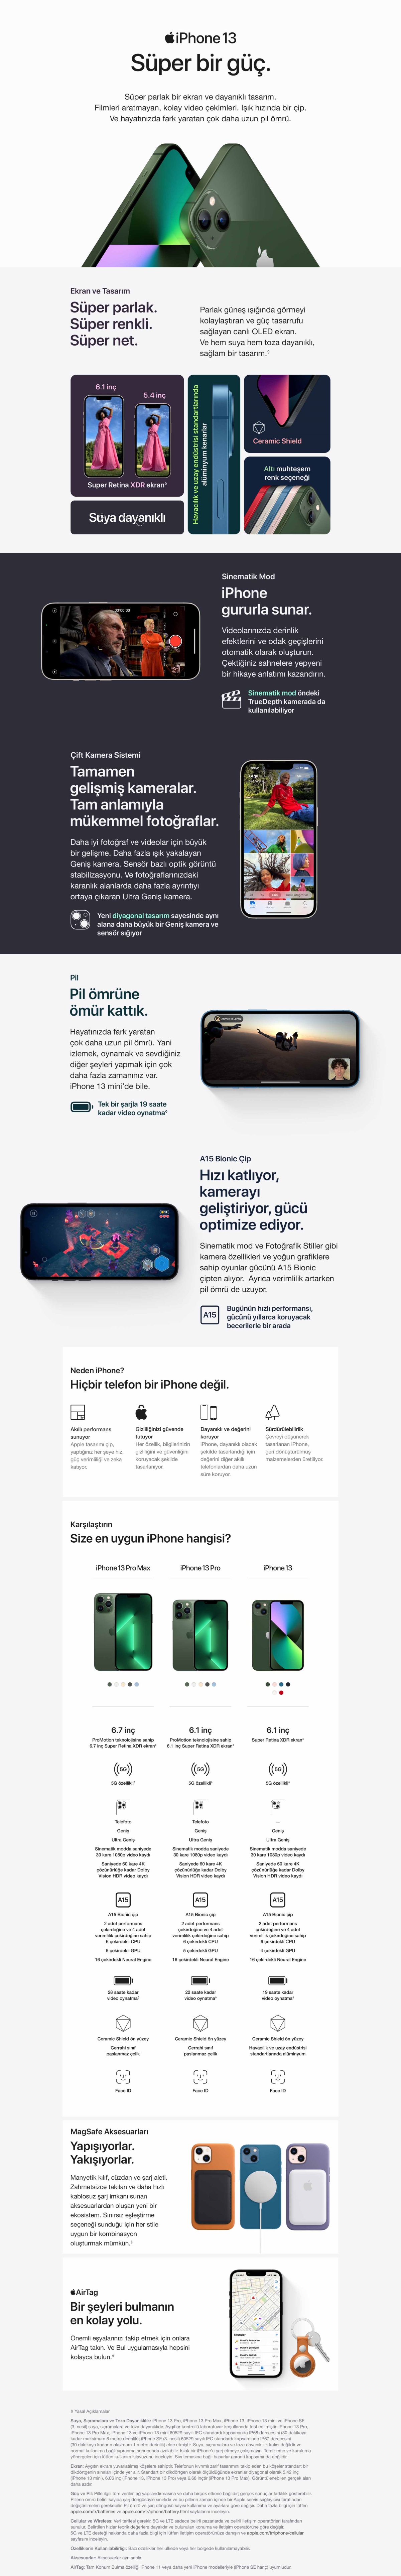 iPhone 13
Süper bir güç.
Süper parlak bir ekran ve dayanıklı tasarım.
Filmleri aratmayan, kolay video çekimleri. Işık hızında bir çip.
Ve hayatınızda fark yaratan çok daha uzun pil ömrü.
Ekran ve Tasarım
Süper parlak.
Süper renkli.
Süper net.
Parlak güneş ışığında görmeyi
kolaylaştıran ve güç tasarrufu
sağlayan canlı OLED ekran.
Ve hem suya hem toza dayanıklı,
sağlam bir tasarım.◊
6.1 inç
5.4 inç
Super Retina XDR ekran◊
Suya dayanıklı
Havacılık ve uzay endüstrisi standartlarında
alüminyum kenarlar
Ceramic Shield
Altı muhteşem
renk seçeneği
Sinematik Mod
iPhone
gururla sunar.
Videolarınızda derinlik
efektlerini ve odak geçişlerini
otomatik olarak oluşturun.
Çektiğiniz sahnelere yepyeni
bir hikaye anlatımı kazandırın.
Sinematik mod öndeki
TrueDepth kamerada da
kullanılabiliyor
Çift Kamera Sistemi
Tamamen
gelişmiş kameralar.
Tam anlamıyla
mükemmel fotoğraflar.
Daha iyi fotoğraf ve videolar için büyük
bir gelişme. Daha fazla ışık yakalayan
Geniş kamera. Sensör bazlı optik görüntü
stabilizasyonu. Ve fotoğraflarınızdaki
karanlık alanlarda daha fazla ayrıntıyı
ortaya çıkaran Ultra Geniş kamera.
Yeni diyagonal tasarım sayesinde aynı
alana daha büyük bir Geniş kamera ve
sensör sığıyor
Pil
Pil ömrüne
ömür kattık.
Hayatınızda fark yaratan
çok daha uzun pil ömrü. Yani
izlemek, oynamak ve sevdiğiniz
diğer şeyleri yapmak için çok
daha fazla zamanınız var.
iPhone 13 mini'de bile.
Tek bir şarjla 19 saate
kadar video oynatma◊
A15 Bionic Çip
Hızı katlıyor,
kamerayı
geliştiriyor, gücü
optimize ediyor.
Sinematik mod ve Fotoğrafik Stiller gibi
kamera özellikleri ve yoğun grafiklere
sahip oyunlar gücünü A15 Bionic
çipten alıyor. Ayrıca verimlilik artarken
pil ömrü de uzuyor.
A15
Bugünün hızlı performansı,
gücünü yıllarca koruyacak
becerilerle bir arada
Neden iPhone?
Hiçbir telefon bir iPhone değil.
Akıllı performans
sunuyor
Apple tasarımı çip,
yaptığınız her şeye hız,
güç verimliliği ve zeka
katıyor.
Gizliliğinizi güvende
tutuyor
Her özellik, bilgilerinizin
gizliliğini ve güvenliğini
koruyacak şekilde
tasarlanıyor.
Dayanıklı ve değerini
koruyor
iPhone, dayanıklı olacak
şekilde tasarlandığı için
değerini diğer akıllı
telefonlardan daha uzun
süre koruyor.
Sürdürülebilirlik
Çevreyi düşünerek
tasarlanan iPhone,
geri dönüştürülmüş
malzemelerden üretiliyor.
Karşılaştırın
Size en uygun iPhone hangisi?
iPhone 13 Pro Max iPhone 13 Pro iPhone 13
6.7 inç 6.1 inç 6.1 inç
ProMotion teknolojisine sahip ProMotion teknolojisine sahip Super Retina XDR ekran◊
6.7 inç Super Retina XDR ekran◊ 6.1 inç Super Retina XDR ekran◊
5G 5G 5G
5G özellikli◊ 5G özellikli◊ 5G özellikli◊
Telefoto Telefoto –
Geniş Geniş Geniş
Ultra Geniş Ultra Geniş Ultra Geniş
Sinematik modda saniyede Sinematik modda saniyede Sinematik modda saniyede
30 kare 1080p video kaydı 30 kare 1080p video kaydı 30 kare 1080p video kaydı
Saniyede 60 kare 4K Saniyede 60 kare 4K Saniyede 60 kare 4K
çözünürlüğe kadar Dolby çözünürlüğe kadar Dolby çözünürlüğe kadar Dolby
Vision HDR video kaydı Vision HDR video kaydı Vision HDR video kaydı
A15 A15 A15
A15 Bionic çip A15 Bionic çip A15 Bionic çip
2 adet performans 2 adet performans 2 adet performans
çekirdeğine ve 4 adet çekirdeğine ve 4 adet çekirdeğine ve 4 adet
verimlilik çekirdeğine sahip verimlilik çekirdeğine sahip verimlilik çekirdeğine sahip
6 çekirdekli CPU 6 çekirdekli CPU 6 çekirdekli CPU
5 çekirdekli GPU 5 çekirdekli GPU 4 çekirdekli GPU
16 çekirdekli Neural Engine 16 çekirdekli Neural Engine 16 çekirdekli Neural Engine
28 saate kadar 22 saate kadar 19 saate kadar
video oynatma◊ video oynatma◊ video oynatma◊
Ceramic Shield ön yüzey Ceramic Shield ön yüzey Ceramic Shield ön yüzey
Cerrahi sınıf Cerrahi sınıf Havacılık ve uzay endüstrisi
paslanmaz çelik paslanmaz çelik standartlarında alüminyum
Face ID Face ID Face ID
MagSafe Aksesuarları
Yapışıyorlar.
Yakışıyorlar.
Manyetik kılıf, cüzdan ve şarj aleti.
Zahmetsizce takılan ve daha hızlı
kablosuz şarj imkanı sunan
aksesuarlardan oluşan yeni bir
ekosistem. Sınırsız eşleştirme
seçeneği sunduğu için her stile
uygun bir kombinasyon
oluşturmak mümkün.◊
AirTag
Bir şeyleri bulmanın
en kolay yolu.
Önemli eşyalarınızı takip etmek için onlara
AirTag takın. Ve Bul uygulamasıyla hepsini
kolayca bulun.◊
◊ Yasal Açıklamalar